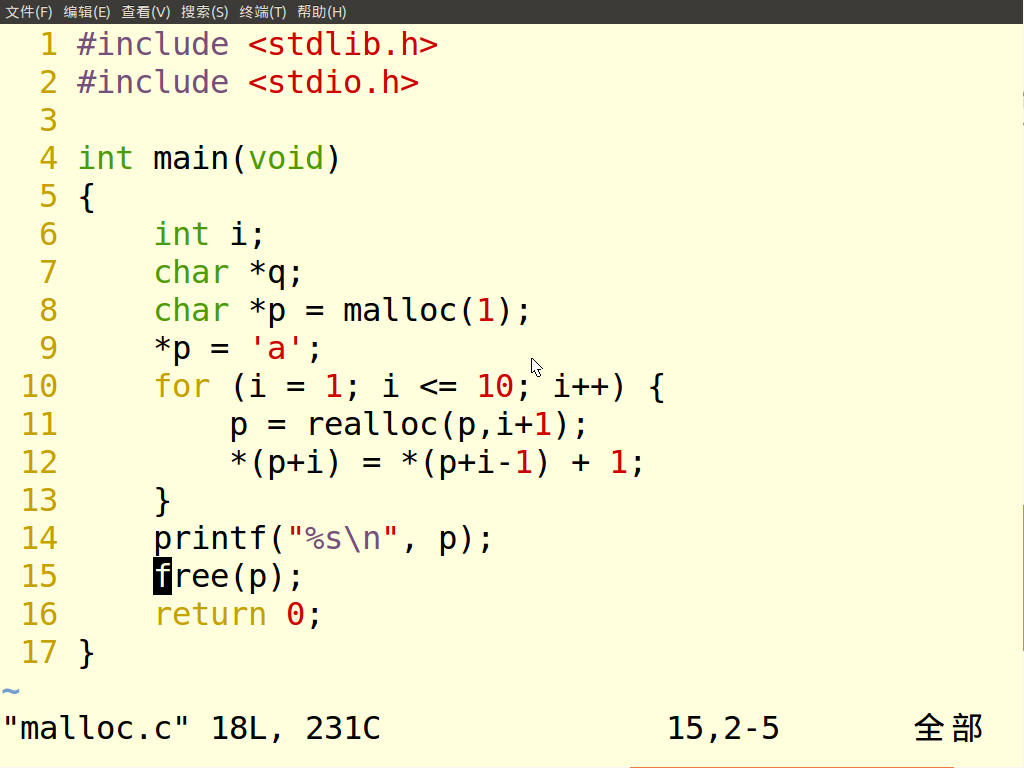 文件(F) 编辑(E) 查看(V) 搜索(S) 终端(T) 帮助(H)
1 #include <stdlib.h>
2 #include <stdio.h>
3
4 int main(void)
5 {
6     int i;
7     char *q;
8     char *p = malloc(1);
9     *p = 'a';
10     for (i = 1; i <= 10; i++) {
11         p = realloc(p,i+1);
12         *(p+i) = *(p+i-1) + 1;
13     }
14     printf("%s\n", p);
15     free(p);
16     return 0;
17 }
~
"malloc.c" 18L, 231C 15,2-5 全部